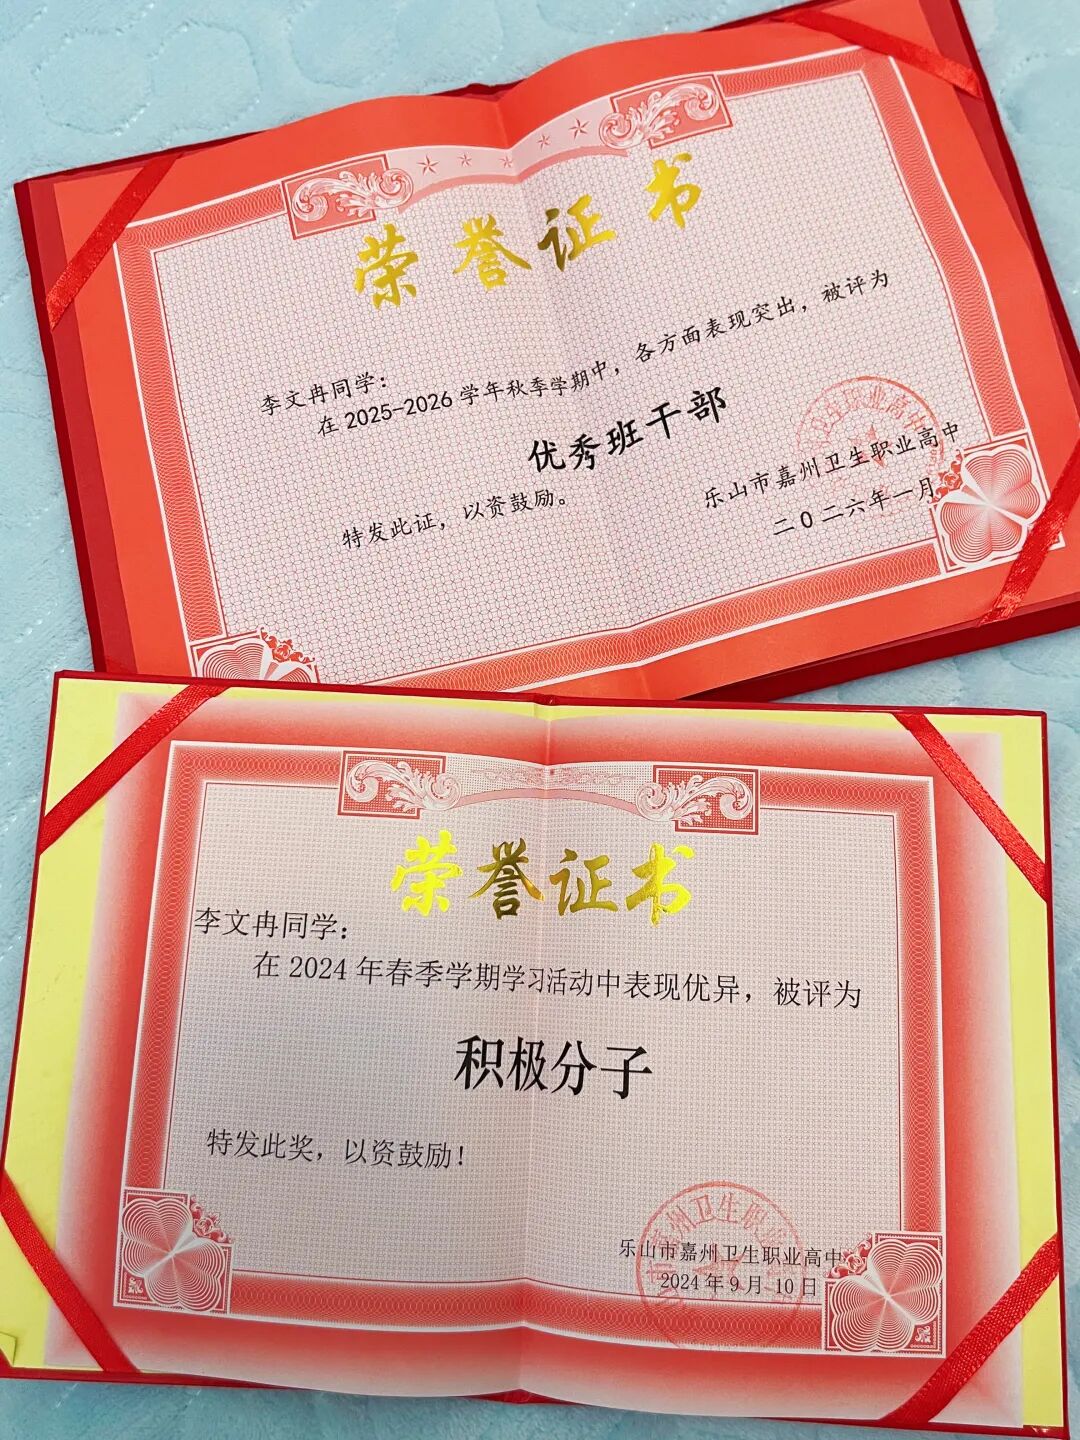 荣誉证书
李文冉同学：
在 2025-2026 学年秋季学期中，各方面表现突出，被评为
优秀班干部
特发此证，以资鼓励。
乐山市嘉州卫生职业高中
二〇二六年一月
荣誉证书
李文冉同学：
在 2024 年春季学期学习活动中表现优异，被评为
积极分子
特发此奖，以资鼓励！
乐山市嘉州卫生职业高中
2024 年 9 月 10 日